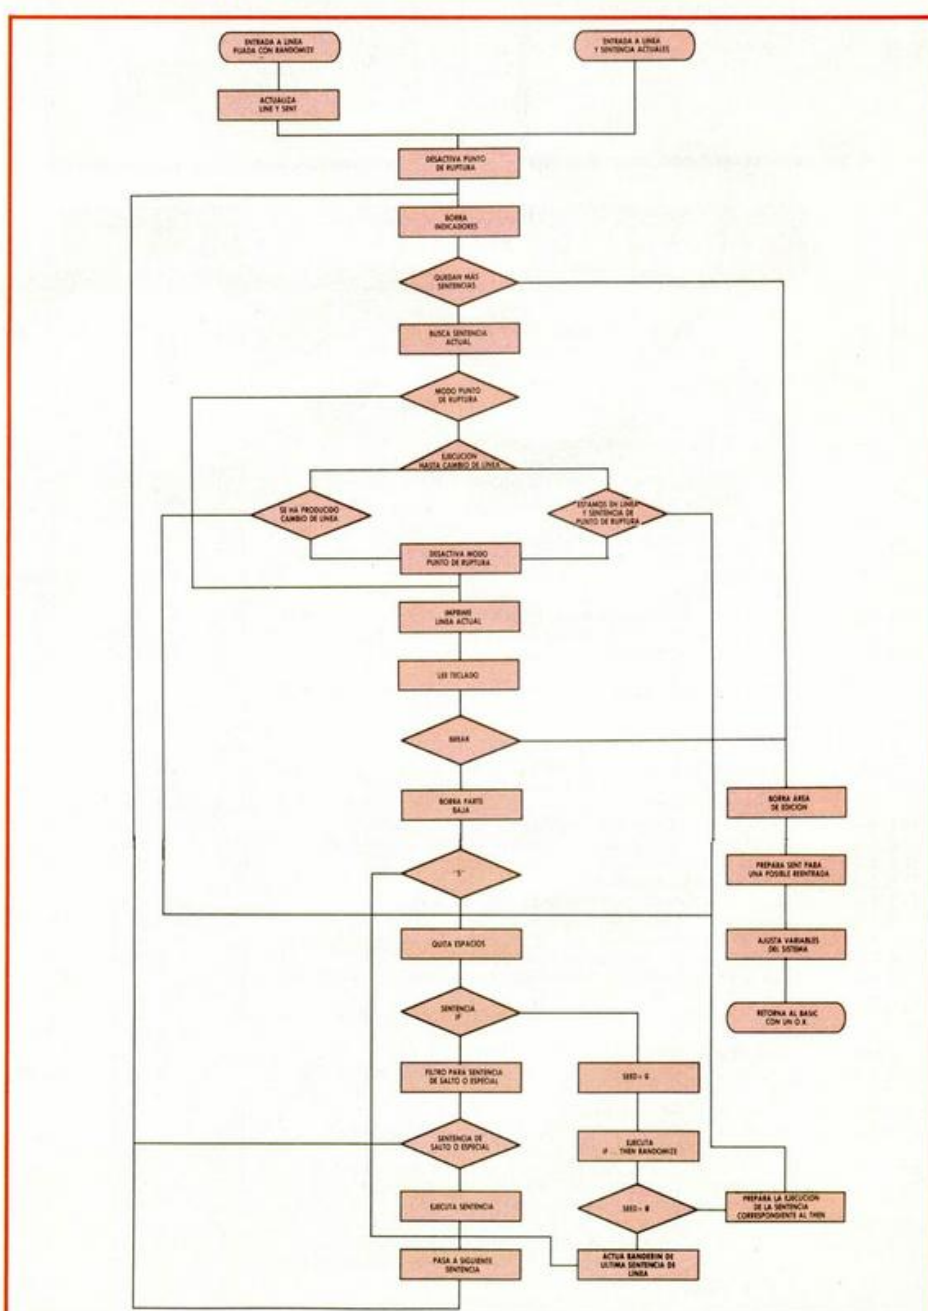 ENTRADA A LINEA
FIJADA CON RANDOMIZE
ENTRADA A LINEA
Y SENTENCIA ACTUALES
ACTUALIZA
LINE Y SENT
DESACTIVA PUNTO
DE RUPTURA
BORRA
INDICADORES
QUEDAN MÁS
SENTENCIAS
BUSCA SENTENCIA
ACTUAL
MODO PUNTO
DE RUPTURA
EJECUCION
HASTA CAMBIO DE LINEA
SE HA PRODUCIDO
CAMBIO DE LINEA
ESTAMOS EN LINEA
Y SENTENCIA DE
PUNTO DE RUPTURA
DESACTIVA MODO
PUNTO DE RUPTURA
IMPRIME
LINEA ACTUAL
LEE TECLADO
BORRA PARTE
BAJA
BORRA AREA
DE EDICION
PREPARA SENT PARA
UNA POSIBLE REENTRADA
"S"
QUITA ESPACIOS
AJUSTA VARIABLES
DEL SISTEMA
SENTENCIA
IF
RETORNA AL BASIC
CON UN O.K.
FILTRO PARA SENTENCIA
DE SALTO O ESPECIAL
SEED=
SENTENCIA DE
SALTO O ESPECIAL
EJECUTA
IF ... THEN RANDOMIZE
EJECUTA SENTENCIA
SEED=
PREPARA LA EJECUCION
DE LA SENTENCIA
CORRESPONDIENTE AL THEN
PASA A SIGUIENTE
SENTENCIA
ACTUA BANDERIN DE
ULTIMA SENTENCIA DE
LINEA